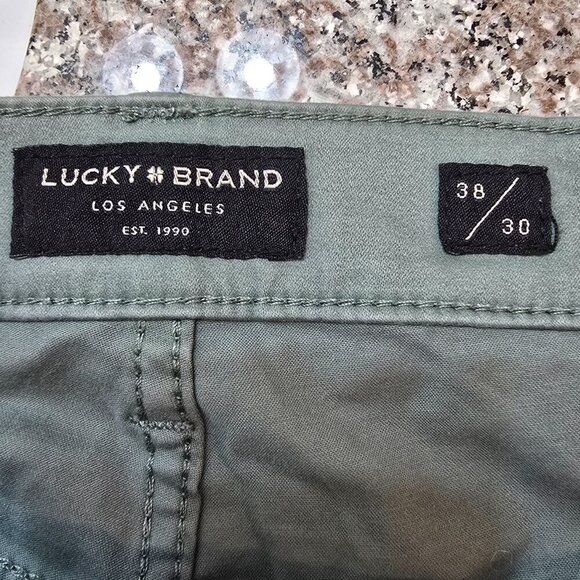 LUCKY BRAND
LOS ANGELES
EST. 1990
38/30